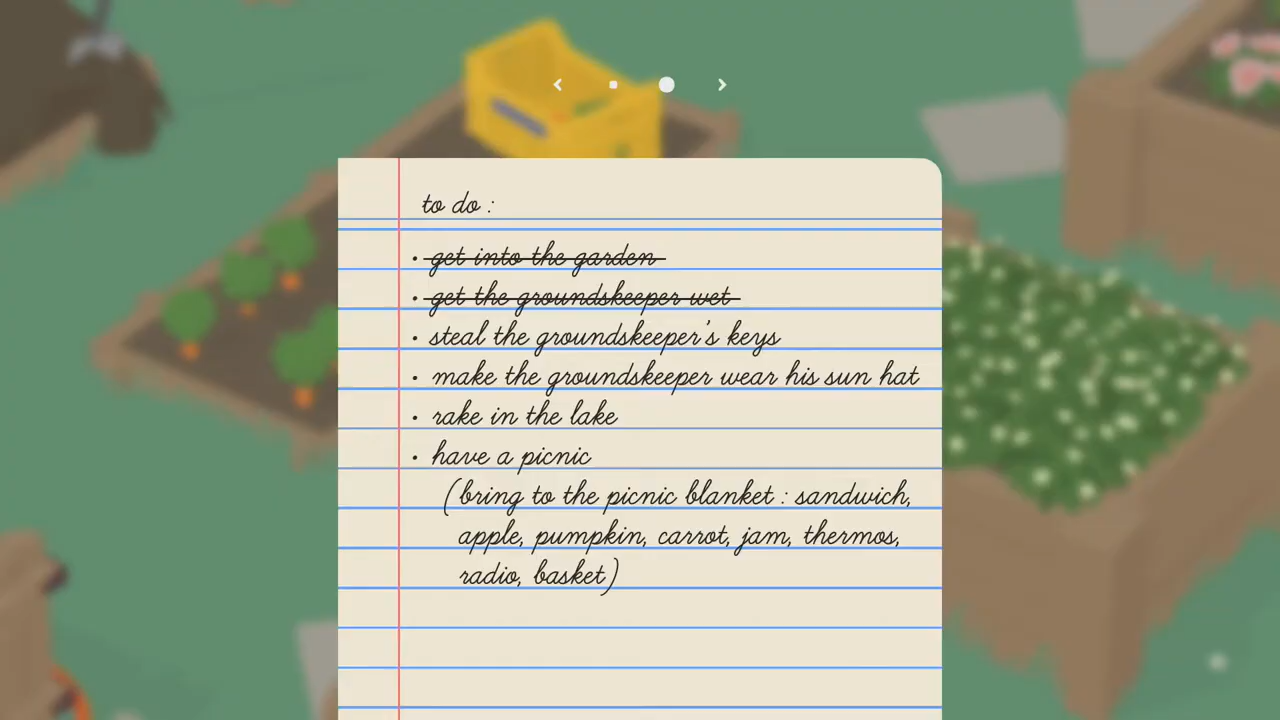 to do :
• get into the garden
• get the groundskeeper wet
• steal the groundskeeper's keys
• make the groundskeeper wear his sun hat
• rake in the lake
• have a picnic
(bring to the picnic blanket : sandwich,
apple, pumpkin, carrot, jam, thermos,
radio, basket)